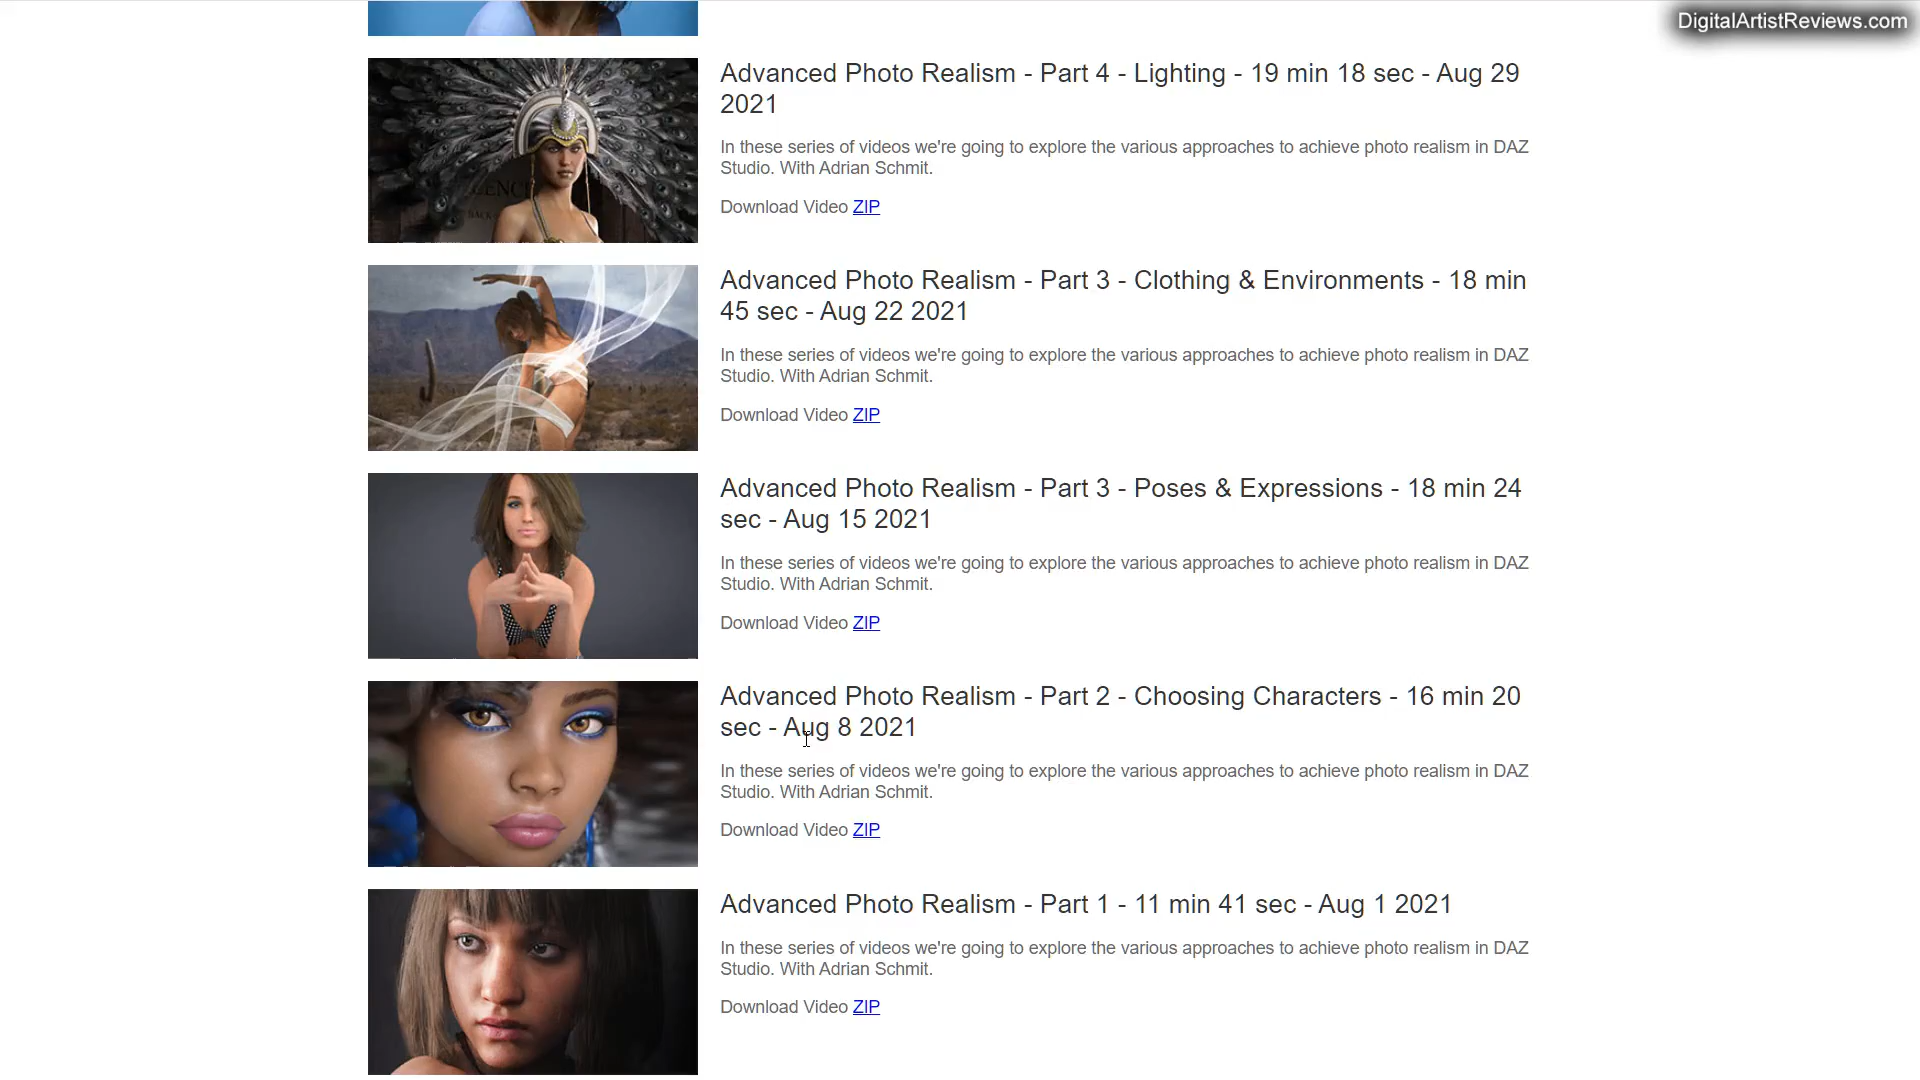 DigitalArtistReviews.com
Advanced Photo Realism - Part 4 - Lighting - 19 min 18 sec - Aug 29
2021
In these series of videos we're going to explore the various approaches to achieve photo realism in DAZ
Studio. With Adrian Schmit.
Download Video ZIP
Advanced Photo Realism - Part 3 - Clothing & Environments - 18 min
45 sec - Aug 22 2021
In these series of videos we're going to explore the various approaches to achieve photo realism in DAZ
Studio. With Adrian Schmit.
Download Video ZIP
Advanced Photo Realism - Part 3 - Poses & Expressions - 18 min 24
sec - Aug 15 2021
In these series of videos we're going to explore the various approaches to achieve photo realism in DAZ
Studio. With Adrian Schmit.
Download Video ZIP
Advanced Photo Realism - Part 2 - Choosing Characters - 16 min 20
sec - Aug 8 2021
In these series of videos we're going to explore the various approaches to achieve photo realism in DAZ
Studio. With Adrian Schmit.
Download Video ZIP
Advanced Photo Realism - Part 1 - 11 min 41 sec - Aug 1 2021
In these series of videos we're going to explore the various approaches to achieve photo realism in DAZ
Studio. With Adrian Schmit.
Download Video ZIP